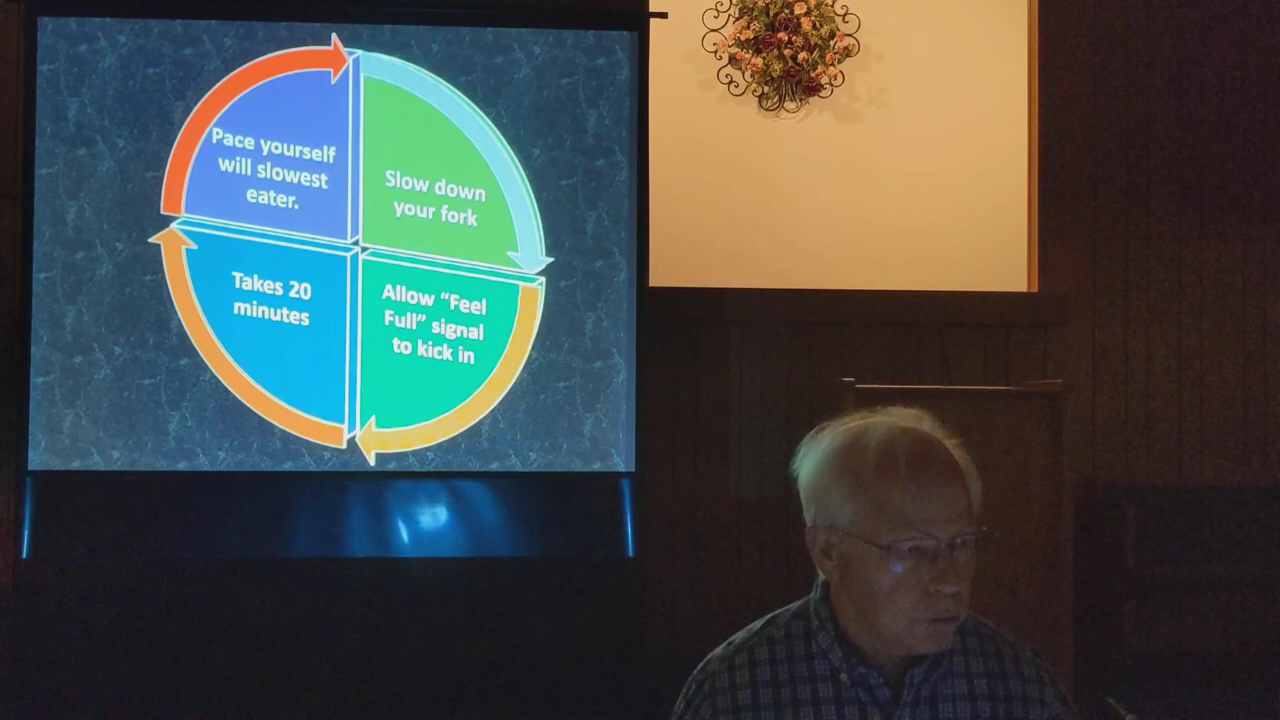 Pace yourself
will slowest
eater.
Slow down
your fork
Takes 20
minutes
Allow “Feel
Full” signal
to kick in